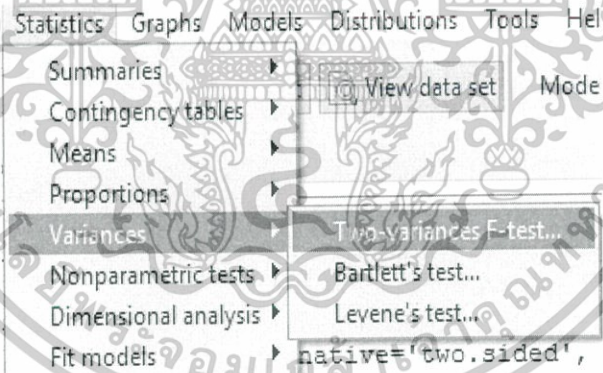 Statistics Graphs Models Distributions Tools Hel
Summaries
View data set Mode
Contingency tables
Means
Proportions
Variances
Two-variances F-test...
Nonparametric tests
Bartlett's test...
Dimensional analysis
Levene's test...
Fit models
native='two.sided',